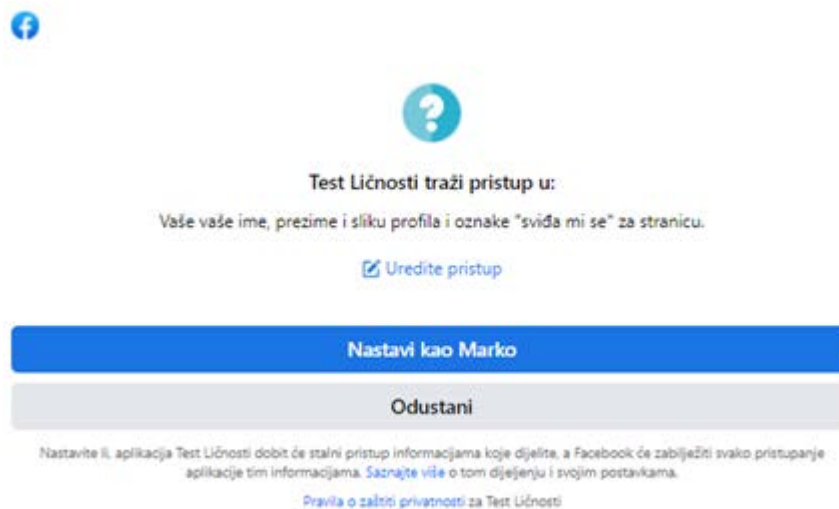 Test Ličnosti traži pristup u:
Vaše vaše ime, prezime i sliku profila i oznake "sviđa mi se" za stranicu.
Uredite pristup
Nastavi kao Marko
Odustani
Nastavite li, aplikacija Test Ličnosti dobit će stalni pristup informacijama koje dijelite, a Facebook će zabilježiti svako pristupanje
aplikacije tim informacijama. Saznajte više o tom dijeljenju i svojim postavkama.
Pravila o zaštiti privatnosti za Test Ličnosti